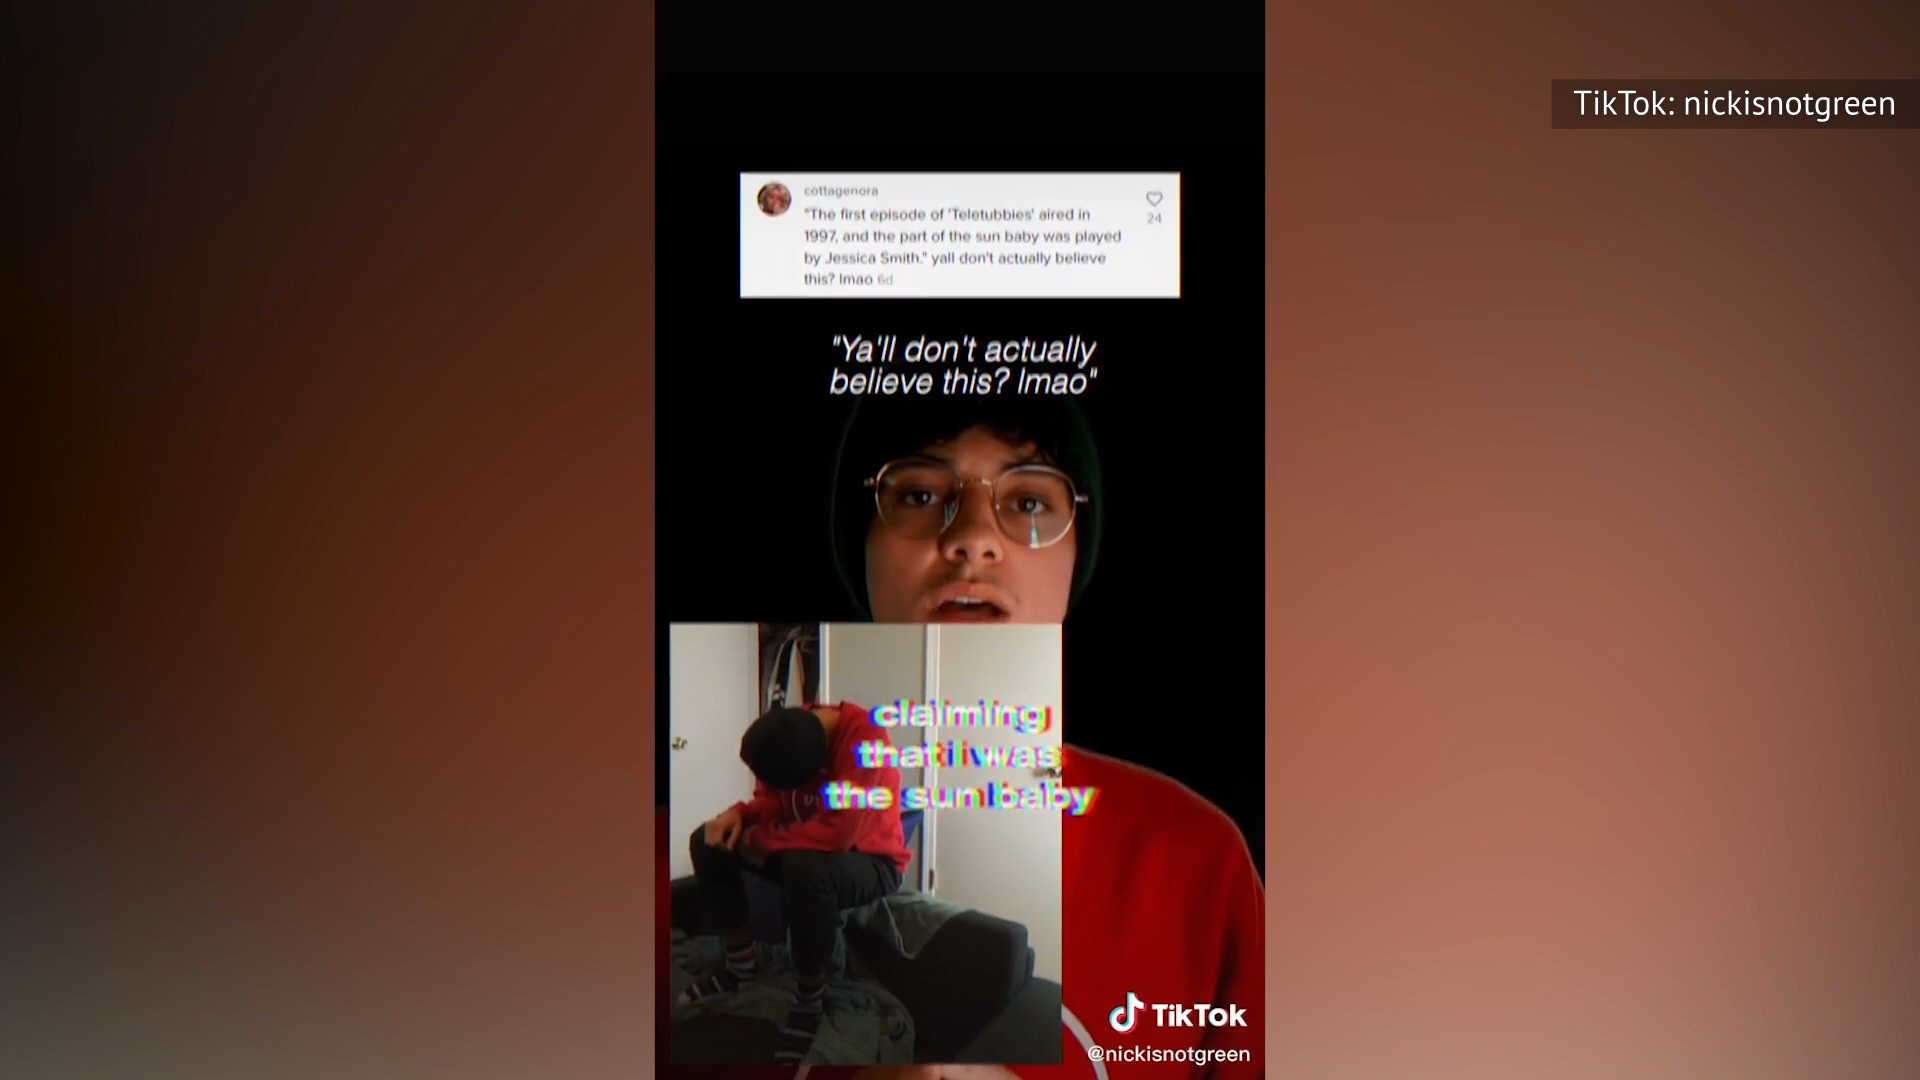 TikTok: nickisnotgreen
cottagenora
"The first episode of 'Teletubbies' aired in
1997, and the part of the sun baby was played
by Jessica Smith." yall don't actually believe
this? lmao 6d
24
"Ya'll don't actually
believe this? lmao"
claiming
that i was
the sun baby
TikTok
@nickisnotgreen